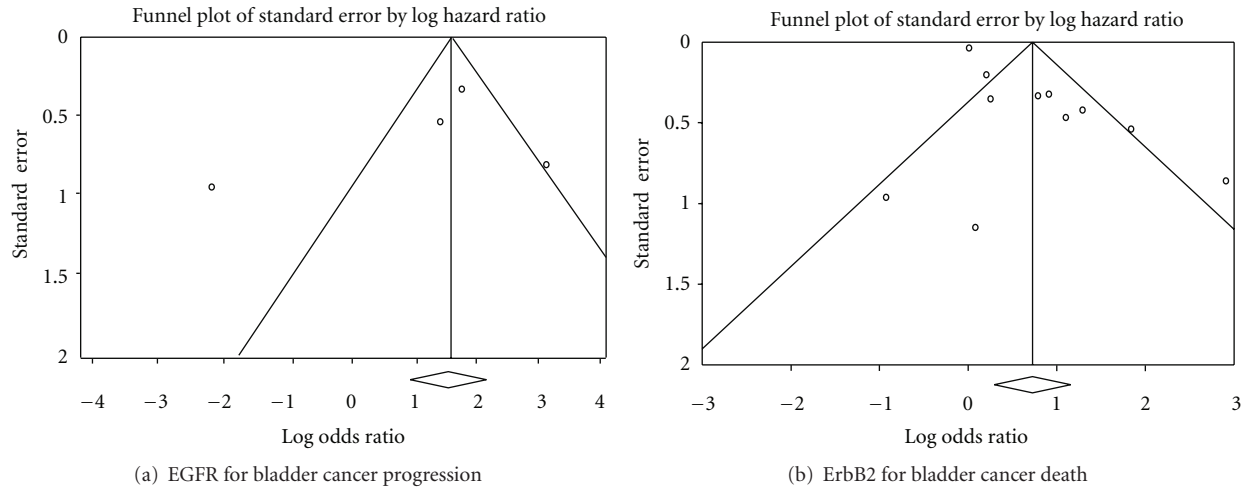 Funnel plot of standard error by log hazard ratio
0
0.5
1
1.5
2
Standard error
−4 −3 −2 −1 0 1 2 3 4
Log odds ratio
(a) EGFR for bladder cancer progression
Funnel plot of standard error by log hazard ratio
0
0.5
1
1.5
2
Standard error
−3 −2 −1 0 1 2 3
Log odds ratio
(b) ErbB2 for bladder cancer death